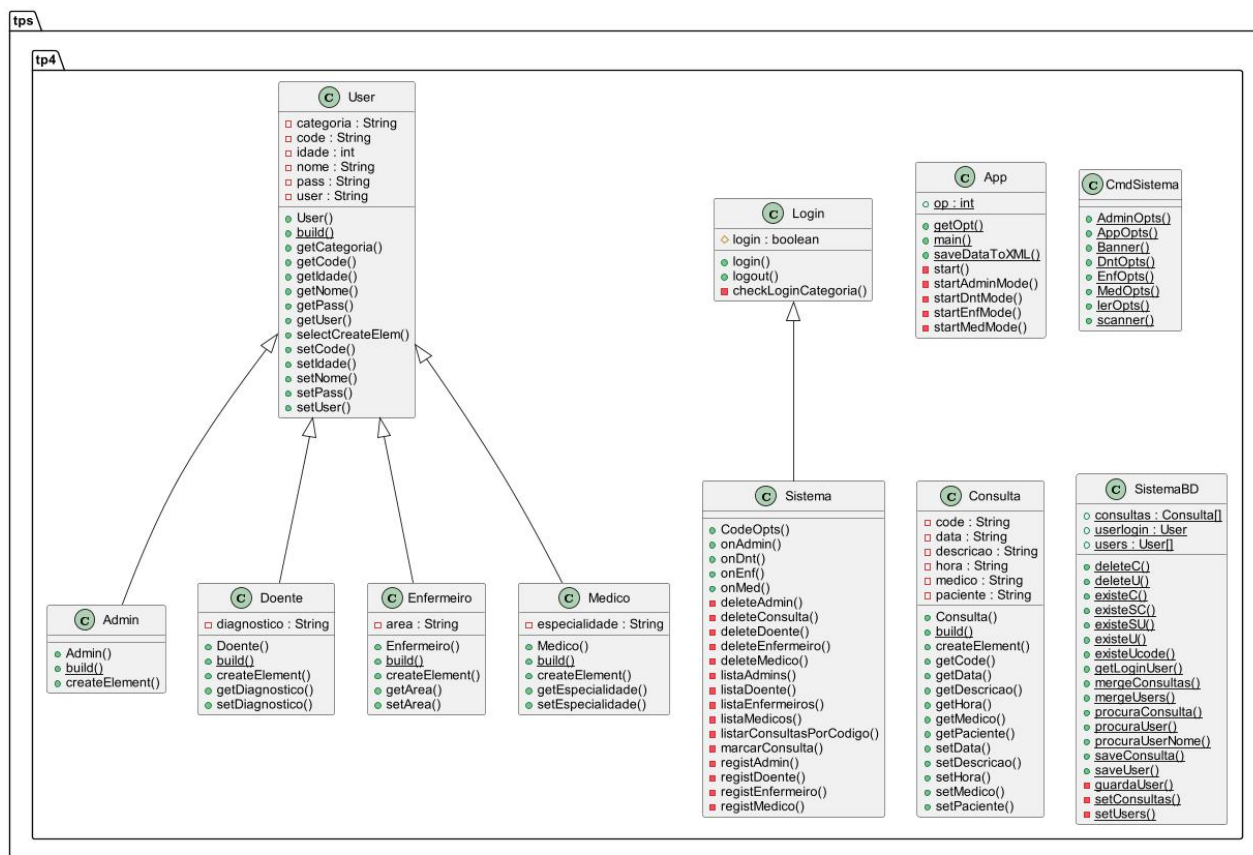 tps
tp4
C User
categoria : String
code : String
idade : int
nome : String
pass : String
user : String
User()
build()
getCategoria()
getCode()
getIdade()
getNome()
getPass()
getUser()
selectCreateElem()
setCode()
setIdade()
setNome()
setPass()
setUser()
C Login
login : boolean
login()
logout()
checkLoginCategoria()
C App
op : int
getOpt()
main()
saveDataToXML()
start()
startAdminMode()
startDntMode()
startEnfMode()
startMedMode()
C CmdSistema
AdminOpts()
AppOpts()
Banner()
DntOpts()
EnfOpts()
MedOpts()
lerOpts()
scanner()
C Admin
Admin()
build()
createElement()
C Doente
diagnostico : String
Doente()
build()
createElement()
getDiagnostico()
setDiagnostico()
C Enfermeiro
area : String
Enfermeiro()
build()
createElement()
getArea()
setArea()
C Medico
especialidade : String
Medico()
build()
createElement()
getEspecialidade()
setEspecialidade()
C Sistema
CodeOpts()
onAdmin()
onDnt()
onEnf()
onMed()
deleteAdmin()
deleteConsulta()
deleteDoente()
deleteEnfermeiro()
deleteMedico()
listaAdmins()
listaDoente()
listaEnfermeiros()
listaMedicos()
listarConsultasPorCodigo()
marcarConsulta()
registAdmin()
registDoente()
registEnfermeiro()
registMedico()
C Consulta
code : String
data : String
descricao : String
hora : String
medico : String
paciente : String
Consulta()
build()
createElement()
getCode()
getData()
getDescricao()
getHora()
getMedico()
getPaciente()
setData()
setDescricao()
setHora()
setMedico()
setPaciente()
C SistemaBD
consultas : Consulta[]
userlogin : User
users : User[]
deleteC()
deleteU()
existeC()
existeSC()
existeSU()
existeU()
existeUcode()
getLoginUser()
mergeConsultas()
mergeUsers()
procuraConsulta()
procuraUser()
procuraUserNome()
saveConsulta()
saveUser()
guardaUser()
setConsultas()
setUsers()